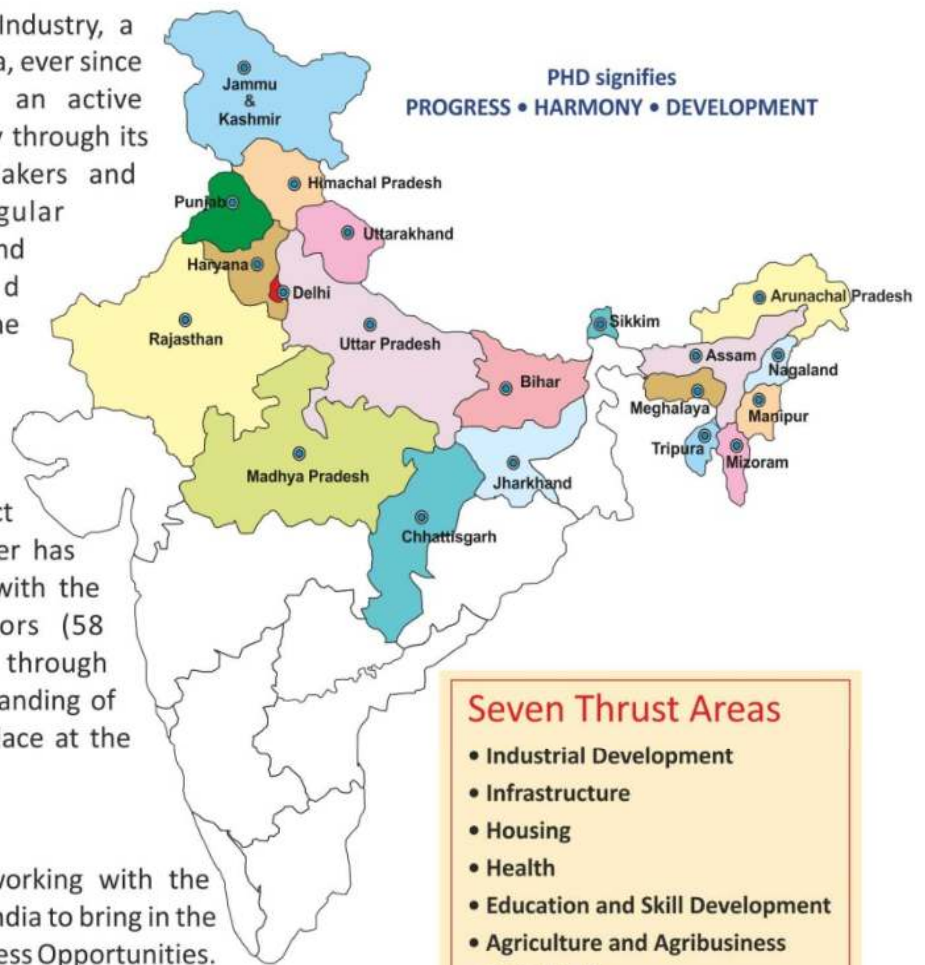 Industry, a
a, ever since
an active
through its
akers and
gular
nd
d
ne
ct
er has
with the
ors (58
through
anding of
lace at the
working with the
ndia to bring in the
ess Opportunities.
PHD signifies
PROGRESS • HARMONY • DEVELOPMENT
Jammu
&
Kashmir
Himachal Pradesh
Punjab
Uttarakhand
Haryana
Delhi
Rajasthan
Uttar Pradesh
Bihar
Sikkim
Arunachal Pradesh
Assam
Nagaland
Meghalaya
Manipur
Tripura
Mizoram
Madhya Pradesh
Jharkhand
Chhattisgarh
Seven Thrust Areas
• Industrial Development
• Infrastructure
• Housing
• Health
• Education and Skill Development
• Agriculture and Agribusiness